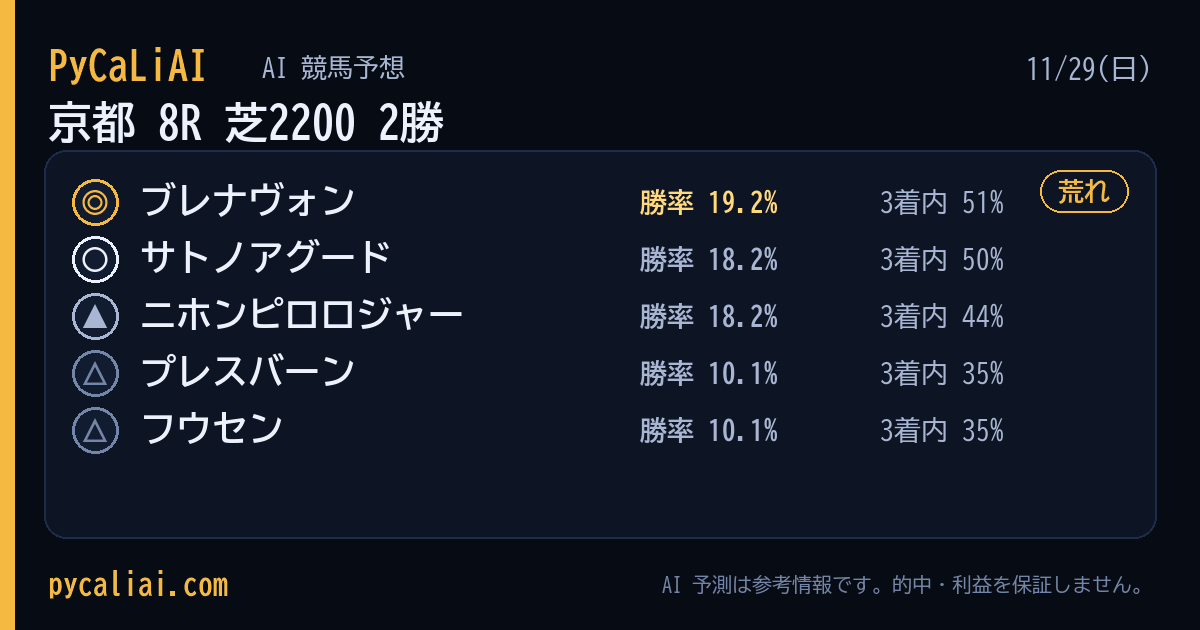 PyCaLiAI AI 競馬予想 11/29(日)
京都 8R 芝2200 2勝
◎ ブレナヴォン 勝率 19.2% 3着内 51% 荒れ
○ サトノアグード 勝率 18.2% 3着内 50%
▲ ニホンピロロジャー 勝率 18.2% 3着内 44%
△ プレスバーン 勝率 10.1% 3着内 35%
△ フウセン 勝率 10.1% 3着内 35%
pycaliai.com AI 予測は参考情報です。的中・利益を保証しません。